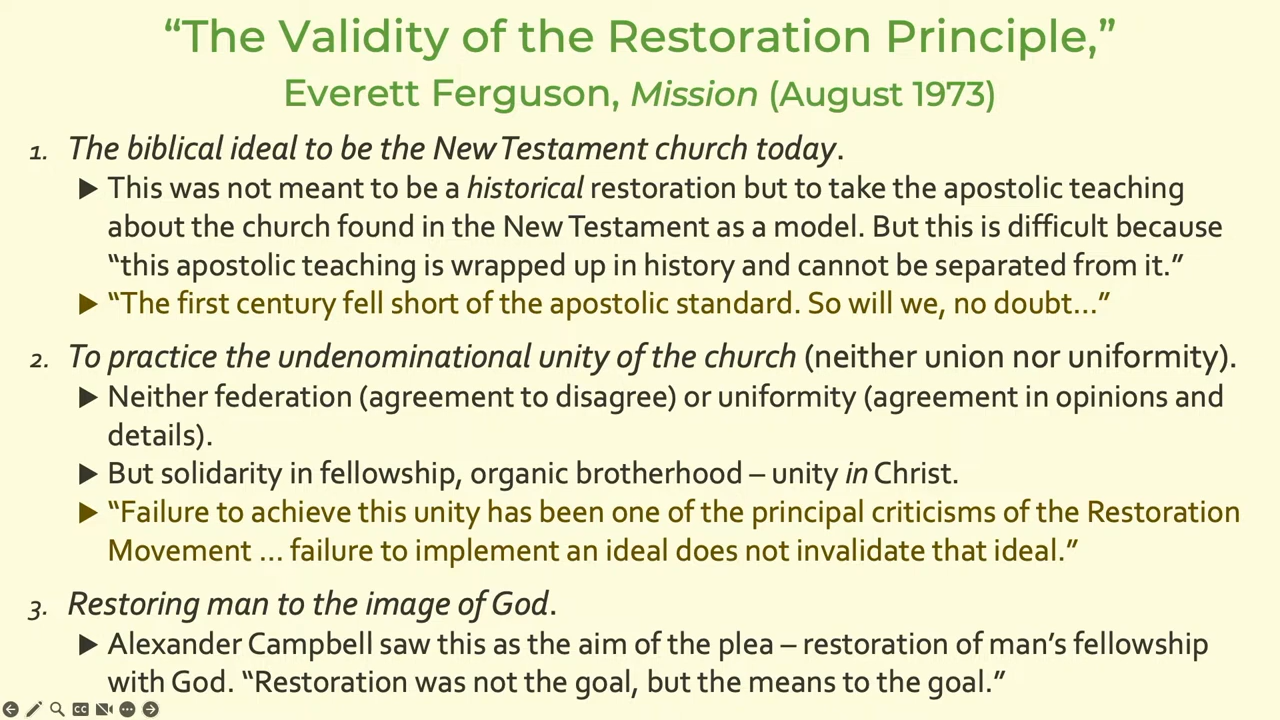 “The Validity of the Restoration Principle,”
Everett Ferguson, Mission (August 1973)
1. The biblical ideal to be the New Testament church today.
▶ This was not meant to be a historical restoration but to take the apostolic teaching
about the church found in the New Testament as a model. But this is difficult because
“this apostolic teaching is wrapped up in history and cannot be separated from it.”
▶ “The first century fell short of the apostolic standard. So will we, no doubt…”
2. To practice the undenominational unity of the church (neither union nor uniformity).
▶ Neither federation (agreement to disagree) or uniformity (agreement in opinions and
details).
▶ But solidarity in fellowship, organic brotherhood – unity in Christ.
▶ “Failure to achieve this unity has been one of the principal criticisms of the Restoration
Movement … failure to implement an ideal does not invalidate that ideal.”
3. Restoring man to the image of God.
▶ Alexander Campbell saw this as the aim of the plea – restoration of man’s fellowship
with God. “Restoration was not the goal, but the means to the goal.”
CC